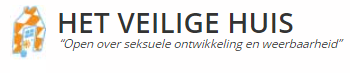 HET VEILIGE HUIS
“Open over seksuele ontwikkeling en weerbaarheid”